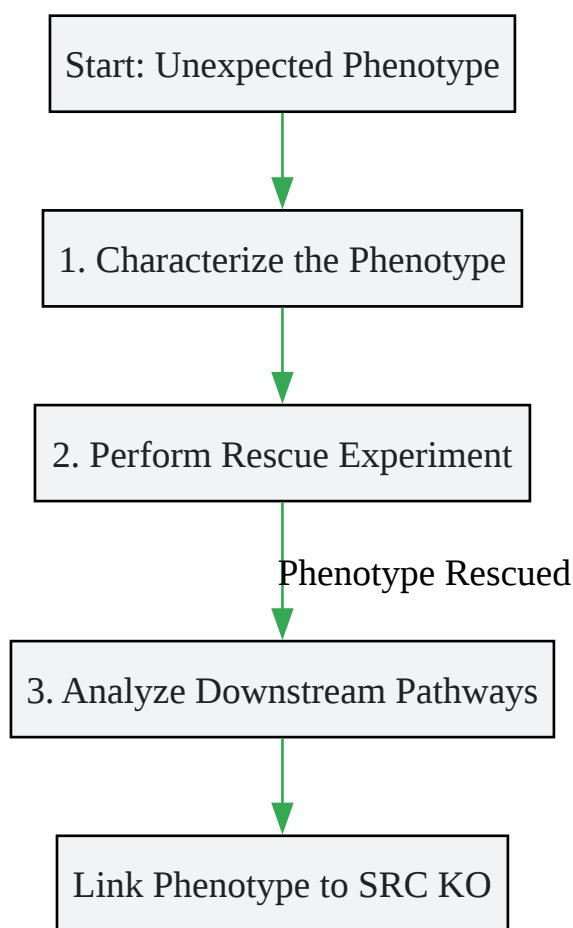 Start: Unexpected Phenotype
1. Characterize the Phenotype
2. Perform Rescue Experiment
Phenotype Rescued
3. Analyze Downstream Pathways
Link Phenotype to SRC KO